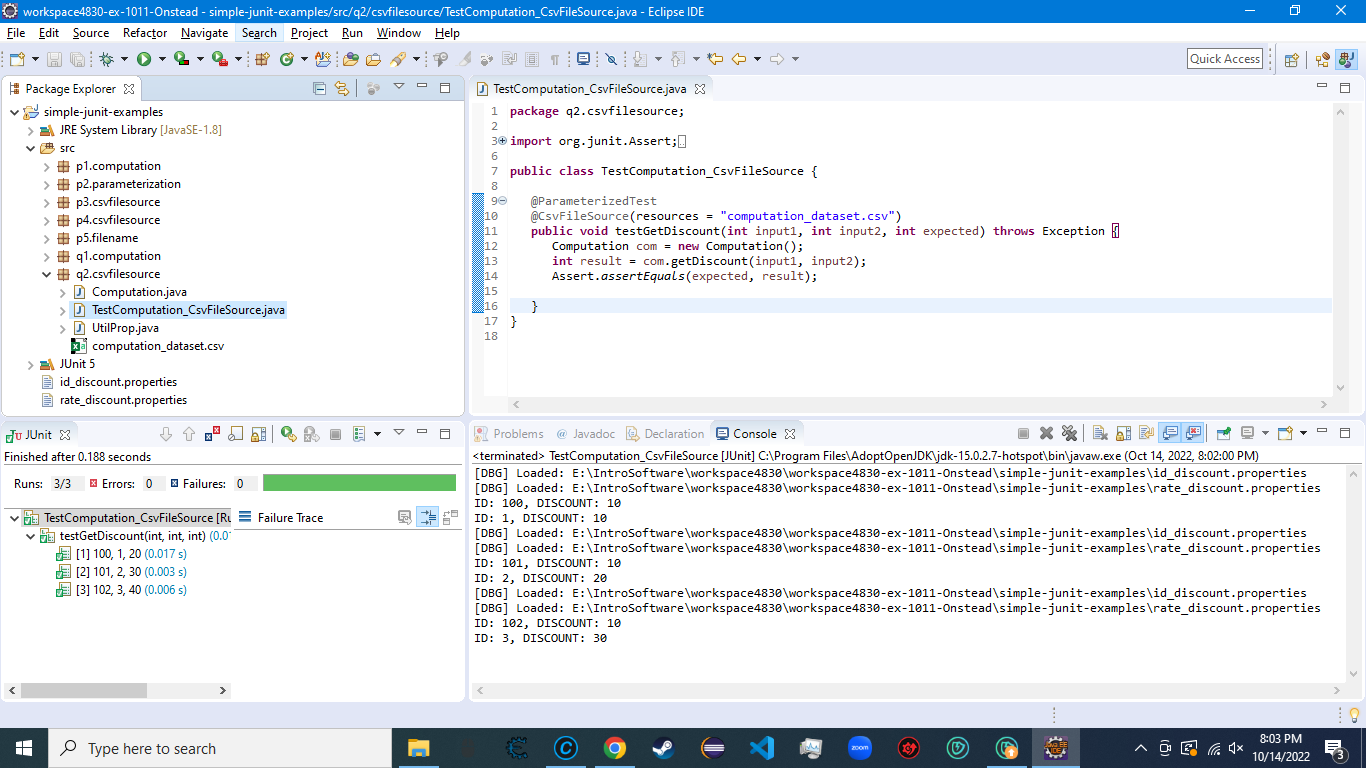 workspace4830-ex-1011-Onstead - simple-junit-examples/src/q2/csvfilesource/TestComputation_CsvFileSource.java - Eclipse IDE
File Edit Source Refactor Navigate Search Project Run Window Help
Quick Access
Package Explorer
simple-junit-examples
JRE System Library [JavaSE-1.8]
src
p1.computation
p2.parameterization
p3.csvfilesource
p4.csvfilesource
p5.filename
q1.computation
q2.csvfilesource
Computation.java
TestComputation_CsvFileSource.java
UtilProp.java
computation_dataset.csv
JUnit 5
id_discount.properties
rate_discount.properties
TestComputation_CsvFileSource.java
1 package q2.csvfilesource;
2
3 import org.junit.Assert;
6
7 public class TestComputation_CsvFileSource {
8
9 @ParameterizedTest
10 @CsvFileSource(resources = "computation_dataset.csv")
11 public void testGetDiscount(int input1, int input2, int expected) throws Exception {
12 Computation com = new Computation();
13 int result = com.getDiscount(input1, input2);
14 Assert.assertEquals(expected, result);
15
16 }
17 }
18
JUnit
Finished after 0.188 seconds
Runs: 3/3 Errors: 0 Failures: 0
TestComputation_CsvFileSource [Ru
testGetDiscount(int, int, int) (0.0
[1] 100, 1, 20 (0.017 s)
[2] 101, 2, 30 (0.003 s)
[3] 102, 3, 40 (0.006 s)
Failure Trace
Problems Javadoc Declaration Console
<terminated> TestComputation_CsvFileSource [JUnit] C:\Program Files\AdoptOpenJDK\jdk-15.0.2.7-hotspot\bin\javaw.exe (Oct 14, 2022, 8:02:00 PM)
[DBG] Loaded: E:\IntroSoftware\workspace4830\workspace4830-ex-1011-Onstead\simple-junit-examples\id_discount.properties
[DBG] Loaded: E:\IntroSoftware\workspace4830\workspace4830-ex-1011-Onstead\simple-junit-examples\rate_discount.properties
ID: 100, DISCOUNT: 10
ID: 1, DISCOUNT: 10
[DBG] Loaded: E:\IntroSoftware\workspace4830\workspace4830-ex-1011-Onstead\simple-junit-examples\id_discount.properties
[DBG] Loaded: E:\IntroSoftware\workspace4830\workspace4830-ex-1011-Onstead\simple-junit-examples\rate_discount.properties
ID: 101, DISCOUNT: 10
ID: 2, DISCOUNT: 20
[DBG] Loaded: E:\IntroSoftware\workspace4830\workspace4830-ex-1011-Onstead\simple-junit-examples\id_discount.properties
[DBG] Loaded: E:\IntroSoftware\workspace4830\workspace4830-ex-1011-Onstead\simple-junit-examples\rate_discount.properties
ID: 102, DISCOUNT: 10
ID: 3, DISCOUNT: 30
Type here to search
zoom
8:03 PM
10/14/2022
3